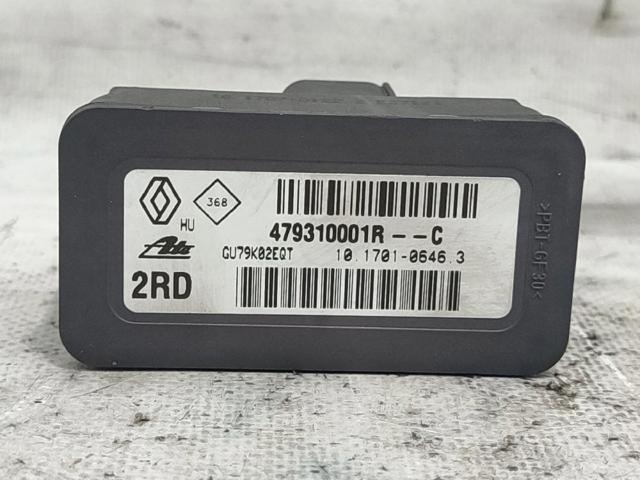 368
HU
479310001R -- C
Ate
GU79K02EQT 10.1701-0646.3
2RD
>PBT-GF30<